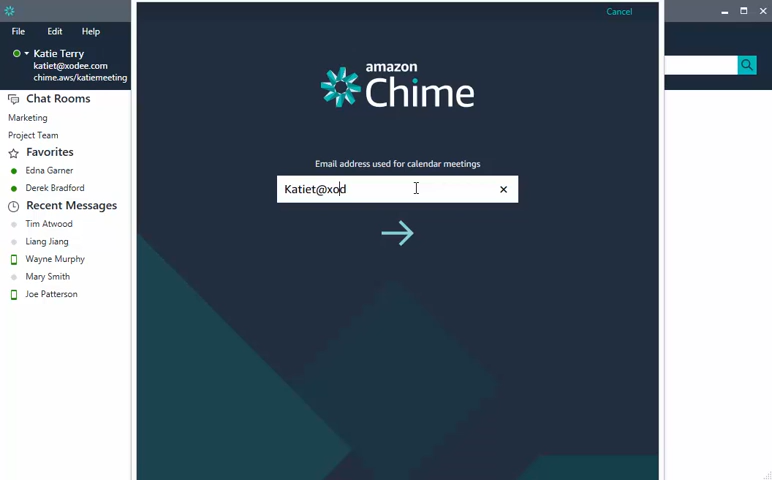 Cancel
File Edit Help
Katie Terry
katiet@xodee.com
chime.aws/katiemeeting
Chat Rooms
Marketing
Project Team
Favorites
Edna Garner
Derek Bradford
Recent Messages
Tim Atwood
Liang Jiang
Wayne Murphy
Mary Smith
Joe Patterson
amazon
Chime
Email address used for calendar meetings
Katiet@xod